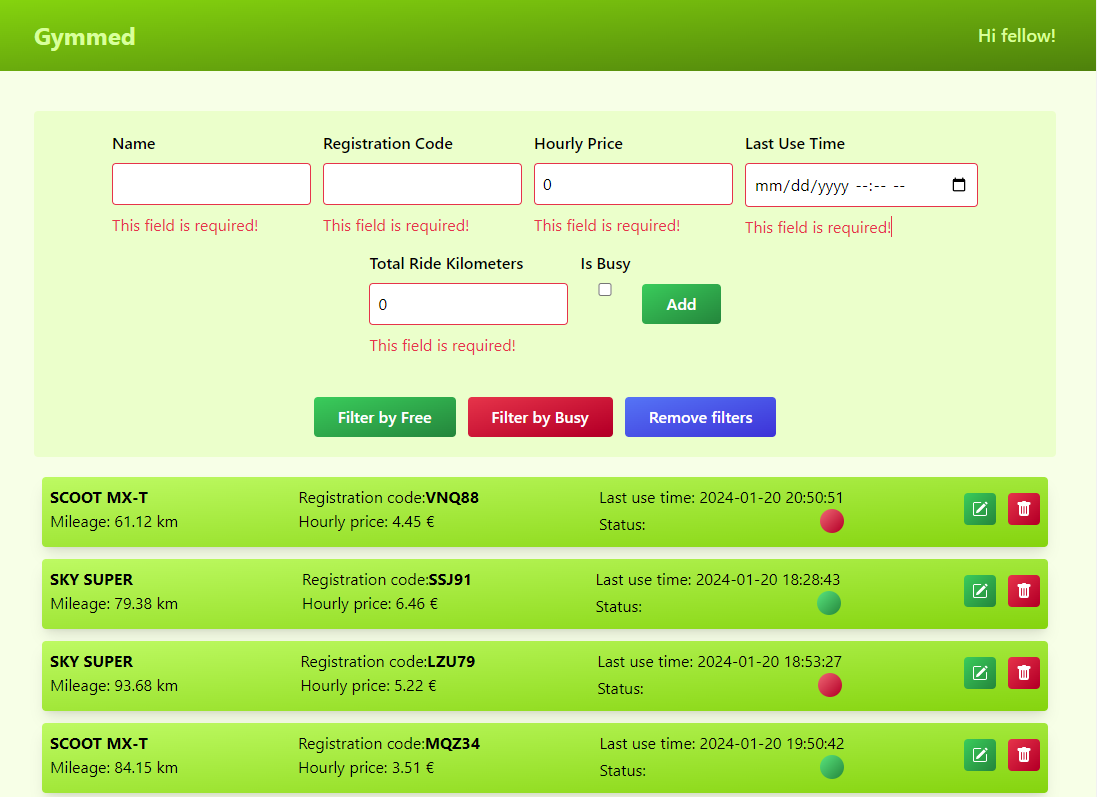 Gymmed
Hi fellow!
Name
Registration Code
Hourly Price
Last Use Time
0
mm/dd/yyyy --:-- --
This field is required!
This field is required!
This field is required!
This field is required!
Total Ride Kilometers
Is Busy
0
Add
This field is required!
Filter by Free
Filter by Busy
Remove filters
SCOOT MX-T
Mileage: 61.12 km
Registration code:VNQ88
Hourly price: 4.45 €
Last use time: 2024-01-20 20:50:51
Status:
SKY SUPER
Mileage: 79.38 km
Registration code:SSJ91
Hourly price: 6.46 €
Last use time: 2024-01-20 18:28:43
Status:
SKY SUPER
Mileage: 93.68 km
Registration code:LZU79
Hourly price: 5.22 €
Last use time: 2024-01-20 18:53:27
Status:
SCOOT MX-T
Mileage: 84.15 km
Registration code:MQZ34
Hourly price: 3.51 €
Last use time: 2024-01-20 19:50:42
Status: